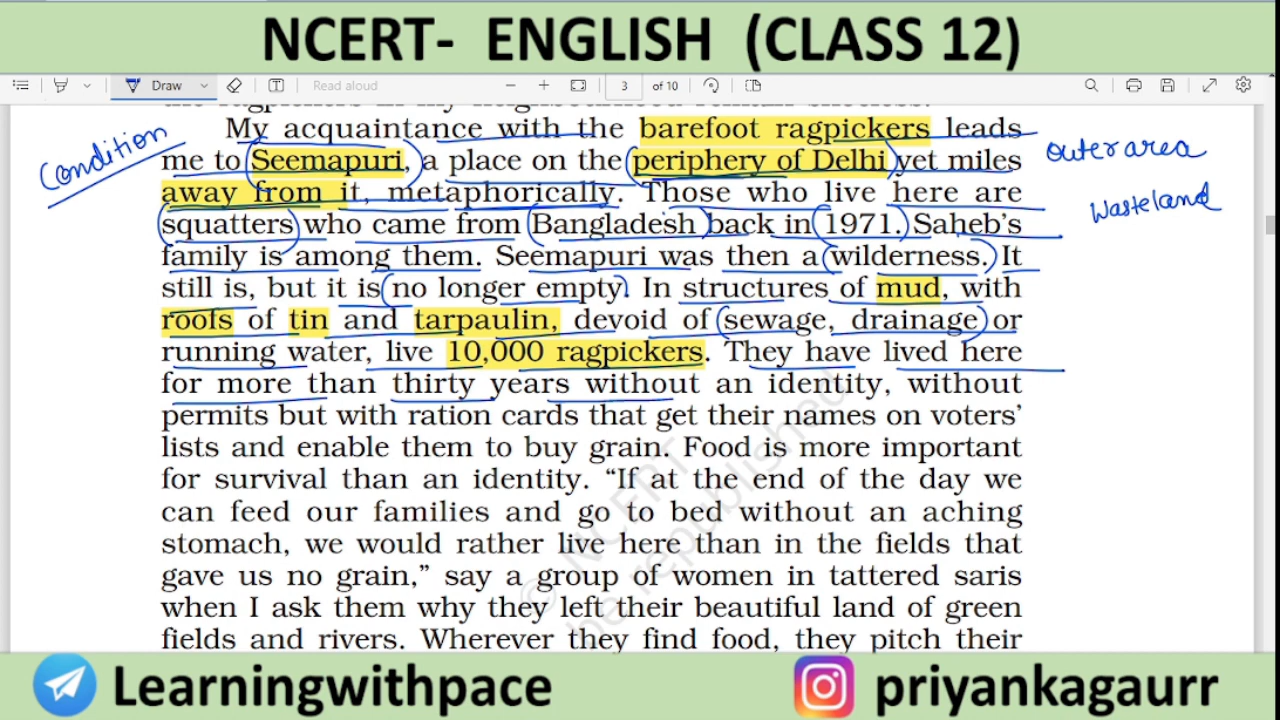 NCERT- ENGLISH (CLASS 12)
Draw
Read aloud
3
of 10
the ragpickers in my neighbourhood remain shoeless.
Condition
My acquaintance with the barefoot ragpickers leads
me to Seemapuri, a place on the periphery of Delhi yet miles
outer area
away from it, metaphorically. Those who live here are
wasteland
squatters who came from Bangladesh back in 1971. Saheb's
family is among them. Seemapuri was then a wilderness. It
still is, but it is no longer empty. In structures of mud, with
roofs of tin and tarpaulin, devoid of sewage, drainage or
running water, live 10,000 ragpickers. They have lived here
for more than thirty years without an identity, without
permits but with ration cards that get their names on voters'
lists and enable them to buy grain. Food is more important
for survival than an identity. “If at the end of the day we
can feed our families and go to bed without an aching
stomach, we would rather live here than in the fields that
gave us no grain,” say a group of women in tattered saris
when I ask them why they left their beautiful land of green
fields and rivers. Wherever they find food, they pitch their
© NCERT
be republished
Learningwithpace
priyankagaurr